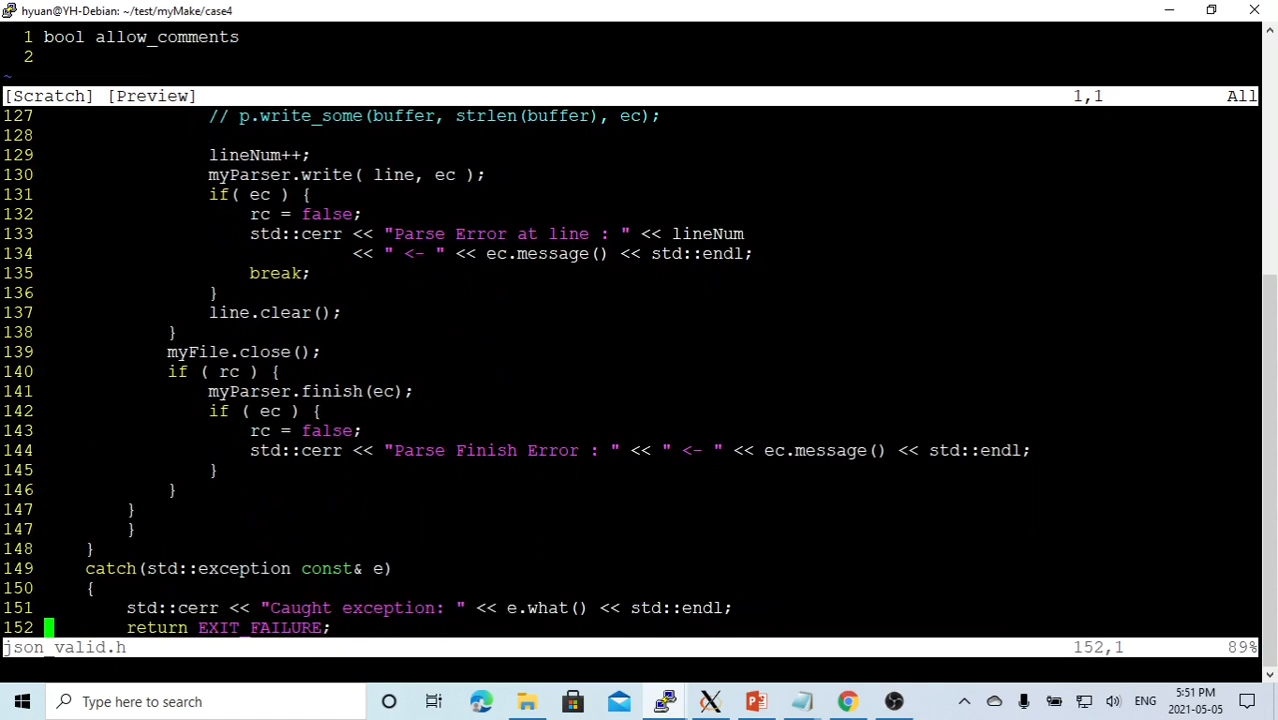 hyuan@YH-Debian: ~/test/myMake/case4
1 bool allow_comments
2
~
[Scratch] [Preview] 1,1 All
127 // p.write_some(buffer, strlen(buffer), ec);
128
129 lineNum++;
130 myParser.write( line, ec );
131 if( ec ) {
132 rc = false;
133 std::cerr << "Parse Error at line : " << lineNum
134 << " <- " << ec.message() << std::endl;
135 break;
136 }
137 line.clear();
138 }
139 myFile.close();
140 if ( rc ) {
141 myParser.finish(ec);
142 if ( ec ) {
143 rc = false;
144 std::cerr << "Parse Finish Error : " << " <- " << ec.message() << std::endl;
145 }
146 }
147 }
147 }
148 }
149 catch(std::exception const& e)
150 {
151 std::cerr << "Caught exception: " << e.what() << std::endl;
152 return EXIT_FAILURE;
json_valid.h 152,1 89%
Type here to search
ENG
5:51 PM
2021-05-05